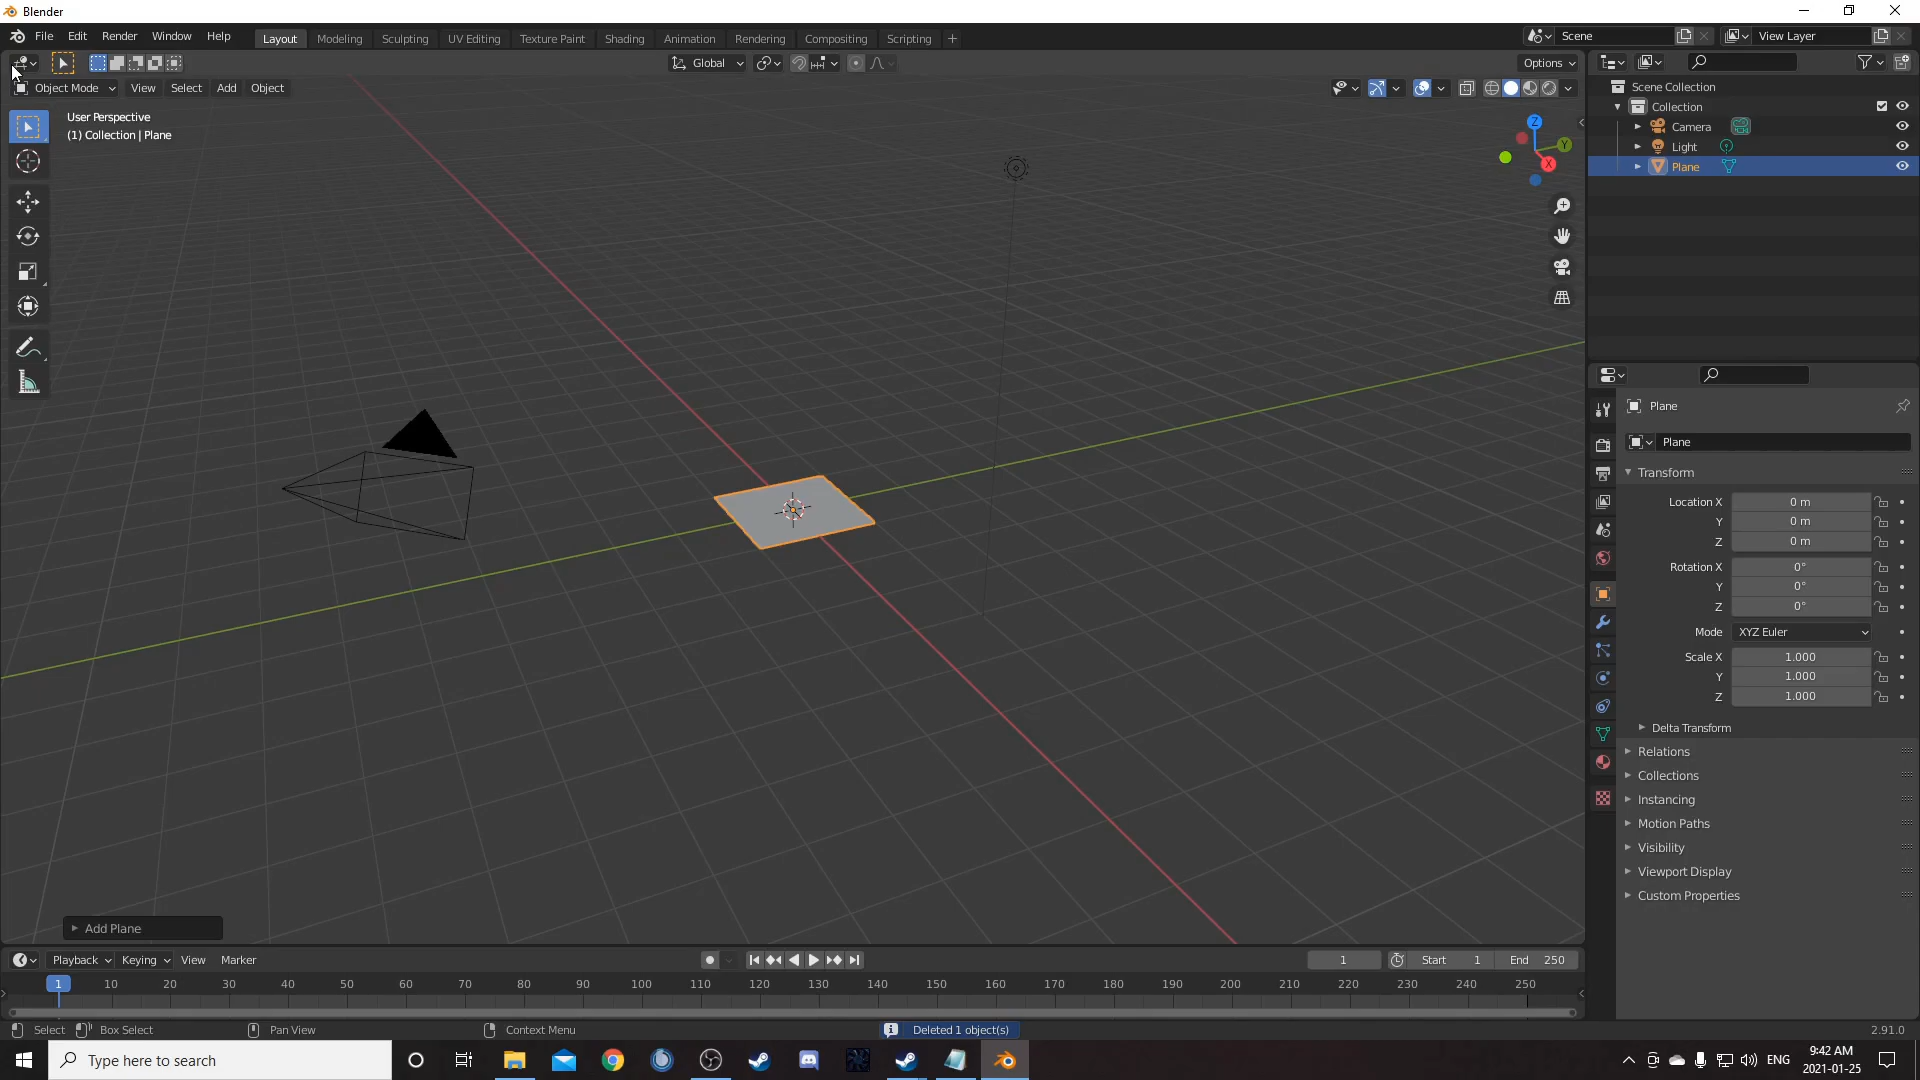 Blender
File Edit Render Window Help Layout Modeling Sculpting UV Editing Texture Paint Shading Animation Rendering Compositing Scripting + Scene View Layer
Global Options
Object Mode View Select Add Object
User Perspective
(1) Collection | Plane
Z
Y
X
Scene Collection
Collection
Camera
Light
Plane
Plane
Plane
Transform
Location X 0 m
Y 0 m
Z 0 m
Rotation X 0°
Y 0°
Z 0°
Mode XYZ Euler
Scale X 1.000
Y 1.000
Z 1.000
Delta Transform
Relations
Collections
Instancing
Motion Paths
Visibility
Viewport Display
Custom Properties
Add Plane
Playback Keying View Marker 1 Start 1 End 250
1 10 20 30 40 50 60 70 80 90 100 110 120 130 140 150 160 170 180 190 200 210 220 230 240 250
Select Box Select Pan View Context Menu Deleted 1 object(s) 2.91.0
Type here to search ENG 9:42 AM
2021-01-25